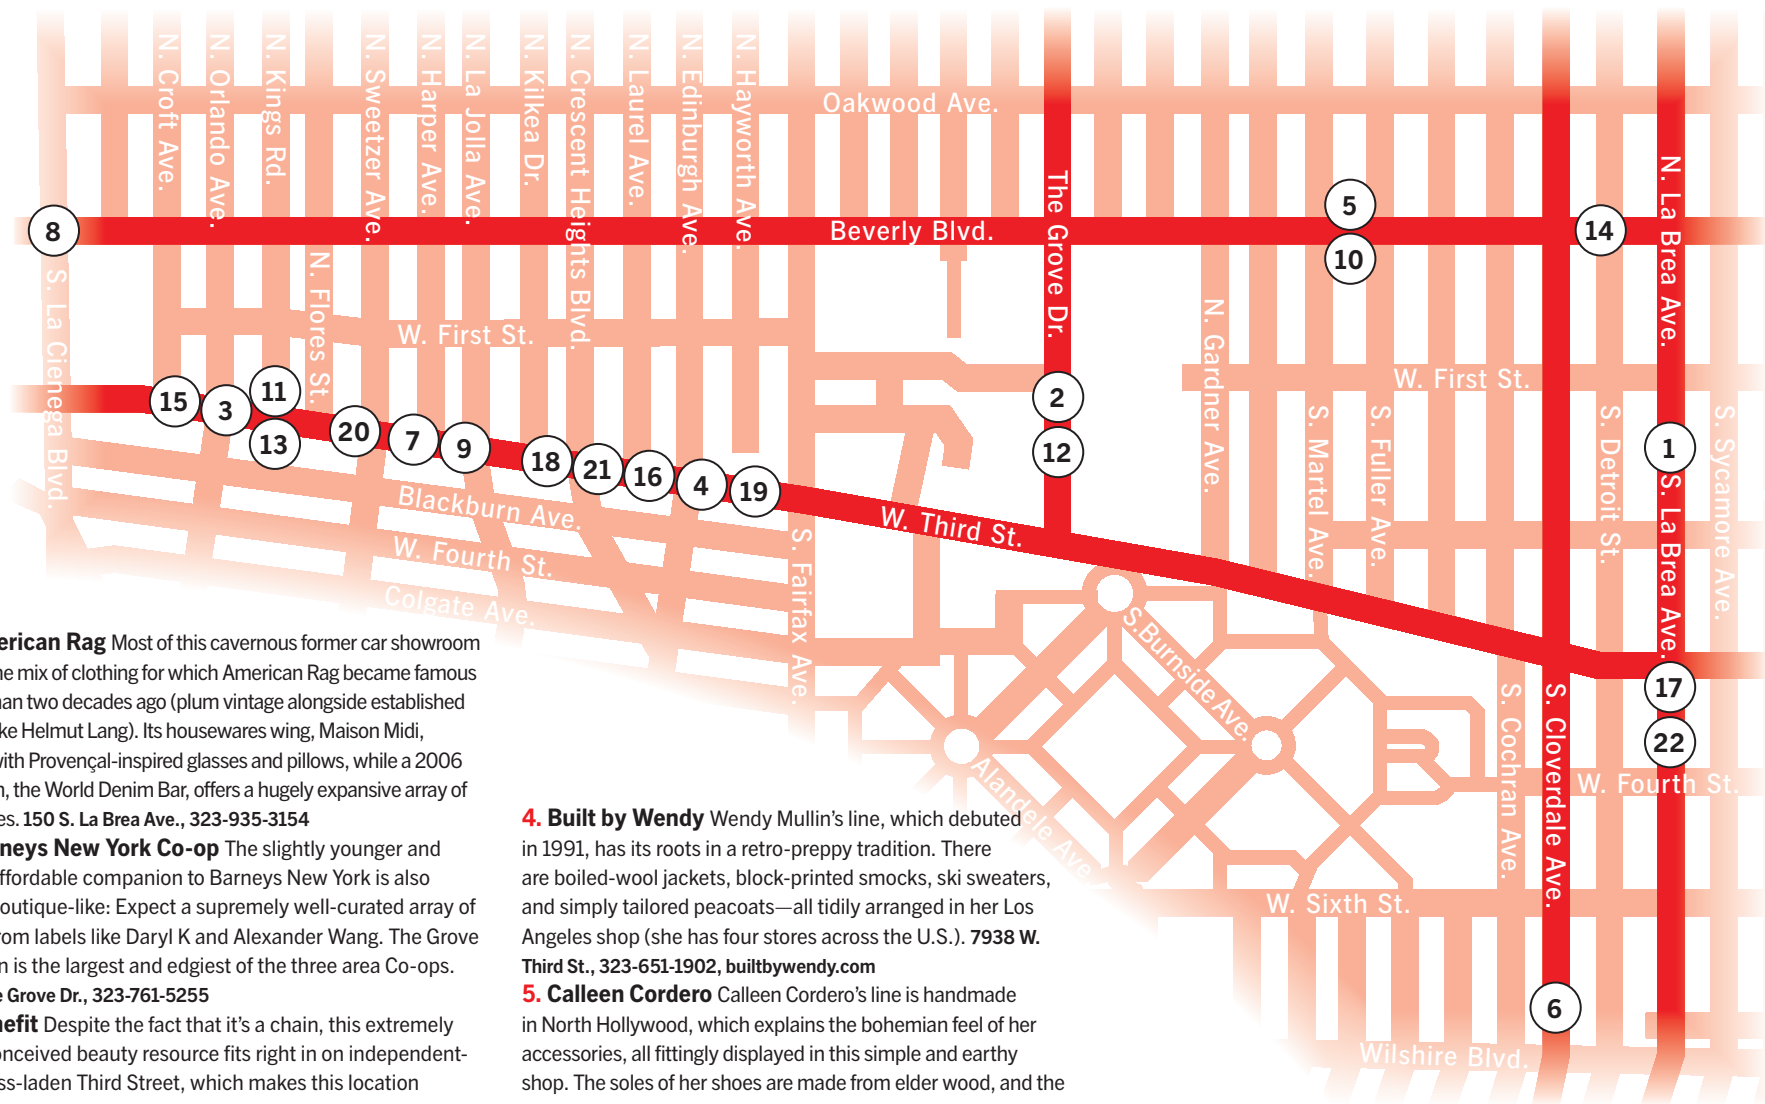 N. Croft Ave.
N. Orlando Ave.
N. Kings Rd.
N. Flores St.
N. Sweetzer Ave.
N. Harper Ave.
N. La Jolla Ave.
N. Kilkea Dr.
N. Crescent Heights Blvd.
N. Laurel Ave.
N. Edinburgh Ave.
N. Hayworth Ave.
Oakwood Ave.
The Grove Dr.
N. La Brea Ave.
8
Beverly Blvd.
5
10
14
S. La Cienega Blvd.
W. First St.
N. Gardner Ave.
W. First St.
15
3
11
13
20
7
9
18
21
16
4
19
2
12
1
S. Martel Ave.
S. Fuller Ave.
S. Detroit St.
S. La Brea Ave.
S. Sycamore Ave.
Blackburn Ave.
W. Third St.
W. Fourth St.
Colgate Ave.
S. Fairfax Ave.
S. Burnside Ave.
Alandele Ave.
S. Cochran Ave.
S. Cloverdale Ave.
17
22
W. Fourth St.
W. Sixth St.
6
Wilshire Blvd.
erican Rag Most of this cavernous former car showroom
he mix of clothing for which American Rag became famous
han two decades ago (plum vintage alongside established
ke Helmut Lang). Its housewares wing, Maison Midi,
with Provençal-inspired glasses and pillows, while a 2006
n, the World Denim Bar, offers a hugely expansive array of
es. 150 S. La Brea Ave., 323-935-3154
neys New York Co-op The slightly younger and
ffordable companion to Barneys New York is also
outique-like: Expect a supremely well-curated array of
rom labels like Daryl K and Alexander Wang. The Grove
n is the largest and edgiest of the three area Co-ops.
e Grove Dr., 323-761-5255
nefit Despite the fact that it's a chain, this extremely
onceived beauty resource fits right in on independent-
ss-laden Third Street, which makes this location
4. Built by Wendy Wendy Mullin's line, which debuted
in 1991, has its roots in a retro-preppy tradition. There
are boiled-wool jackets, block-printed smocks, ski sweaters,
and simply tailored peacoats—all tidily arranged in her Los
Angeles shop (she has four stores across the U.S.). 7938 W.
Third St., 323-651-1902, builtbywendy.com
5. Calleen Cordero Calleen Cordero's line is handmade
in North Hollywood, which explains the bohemian feel of her
accessories, all fittingly displayed in this simple and earthy
shop. The soles of her shoes are made from elder wood, and the